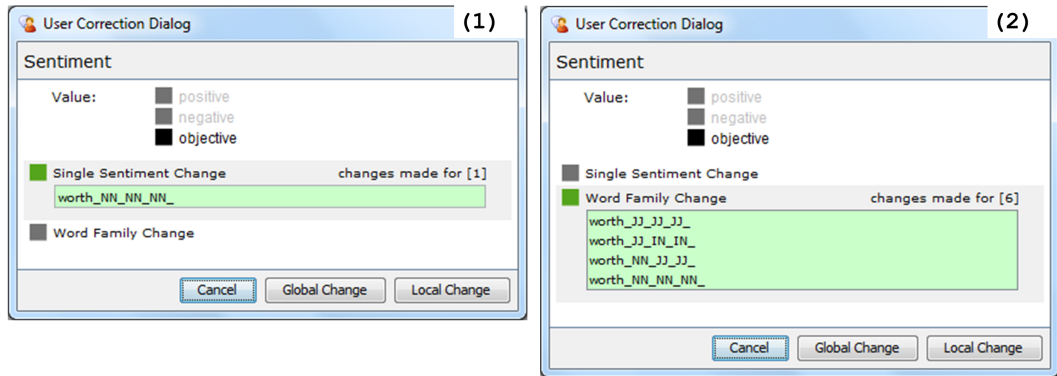 User Correction Dialog (1)
Sentiment
Value: positive
negative
objective
Single Sentiment Change changes made for [1]
worth_NN_NN_NN_
Word Family Change
Cancel Global Change Local Change
User Correction Dialog (2)
Sentiment
Value: positive
negative
objective
Single Sentiment Change
Word Family Change changes made for [6]
worth_JJ_JJ_JJ_
worth_JJ_IN_IN_
worth_NN_JJ_JJ_
worth_NN_NN_NN_
Cancel Global Change Local Change